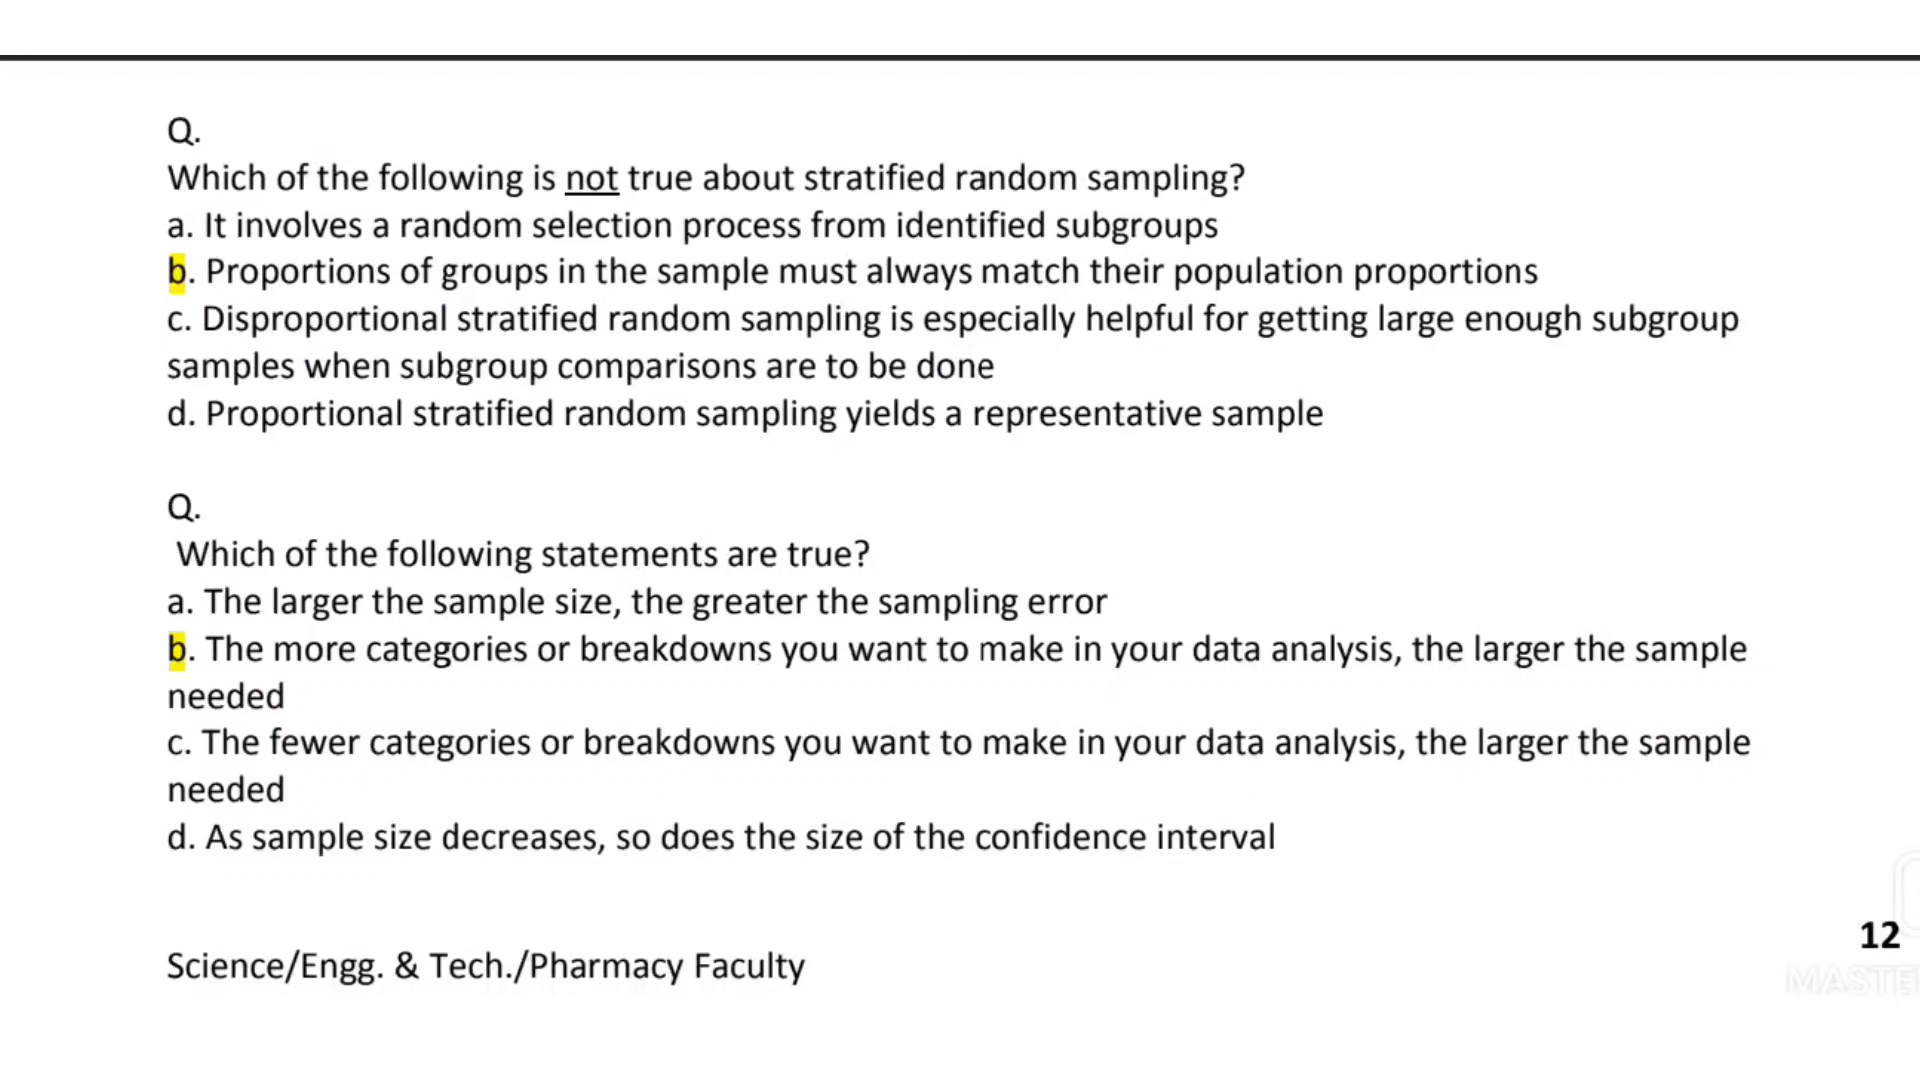 Q.
Which of the following is not true about stratified random sampling?
a. It involves a random selection process from identified subgroups
b. Proportions of groups in the sample must always match their population proportions
c. Disproportional stratified random sampling is especially helpful for getting large enough subgroup
samples when subgroup comparisons are to be done
d. Proportional stratified random sampling yields a representative sample
Q.
Which of the following statements are true?
a. The larger the sample size, the greater the sampling error
b. The more categories or breakdowns you want to make in your data analysis, the larger the sample
needed
c. The fewer categories or breakdowns you want to make in your data analysis, the larger the sample
needed
d. As sample size decreases, so does the size of the confidence interval
12
Science/Engg. & Tech./Pharmacy Faculty